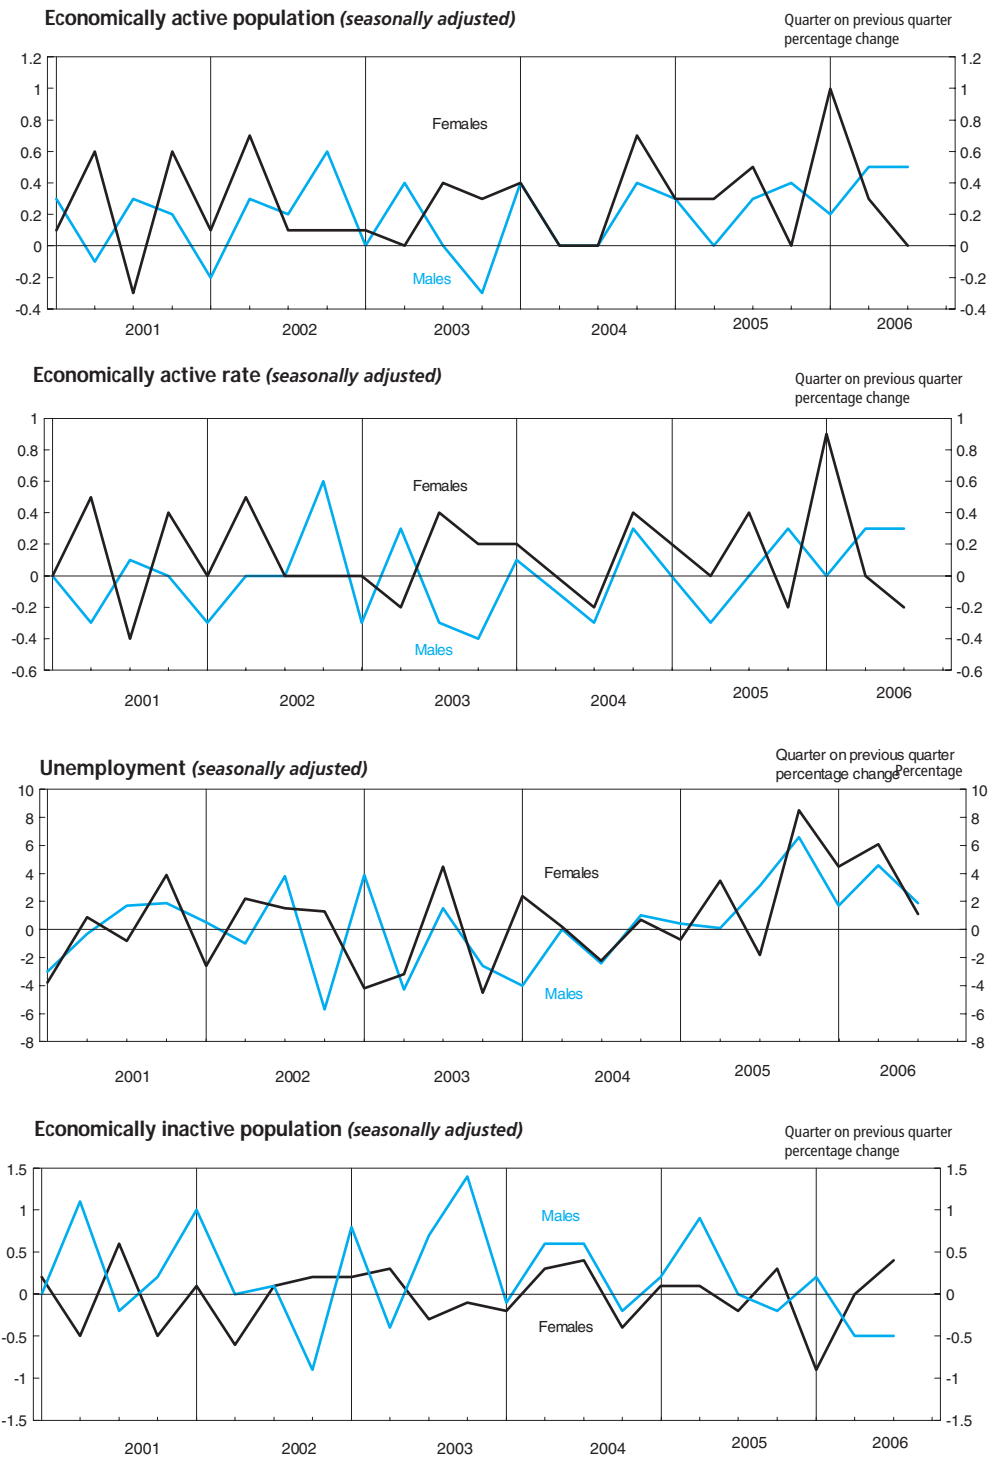 Economically active population (seasonally adjusted)
Quarter on previous quarter
percentage change
1.2 1.2
1 1
0.8 0.8
Females
0.6 0.6
0.4 0.4
0.2 0.2
0 0
Males
-0.2 -0.2
-0.4 -0.4
2001 2002 2003 2004 2005 2006
Economically active rate (seasonally adjusted)
Quarter on previous quarter
percentage change
1 1
0.8 0.8
0.6 0.6
Females
0.4 0.4
0.2 0.2
0 0
-0.2 -0.2
-0.4 -0.4
Males
-0.6 -0.6
2001 2002 2003 2004 2005 2006
Unemployment (seasonally adjusted)
Quarter on previous quarter
percentage change Percentage
10 10
8 8
6 6
4 4
Females
2 2
0 0
-2 -2
-4 -4
Males
-6 -6
-8 -8
2001 2002 2003 2004 2005 2006
Economically inactive population (seasonally adjusted)
Quarter on previous quarter
percentage change
1.5 1.5
1 1
Males
0.5 0.5
0 0
Females
-0.5 -0.5
-1 -1
-1.5 -1.5
2001 2002 2003 2004 2005 2006